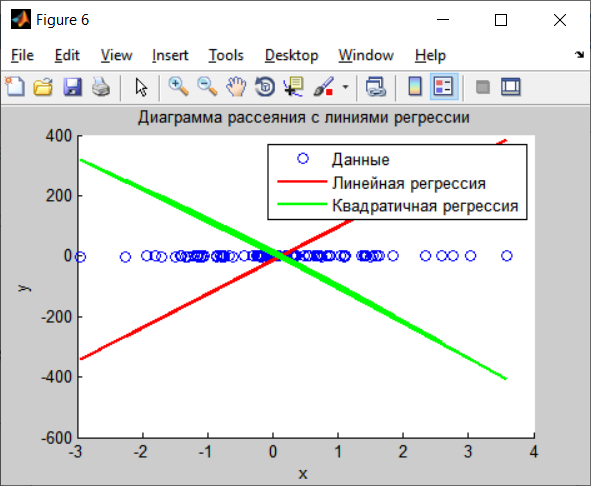 Figure 6
File Edit View Insert Tools Desktop Window Help
Диаграмма рассеяния с линиями регрессии
400
200
0
-200
-400
-600
y
Данные
Линейная регрессия
Квадратичная регрессия
-3 -2 -1 0 1 2 3 4
x